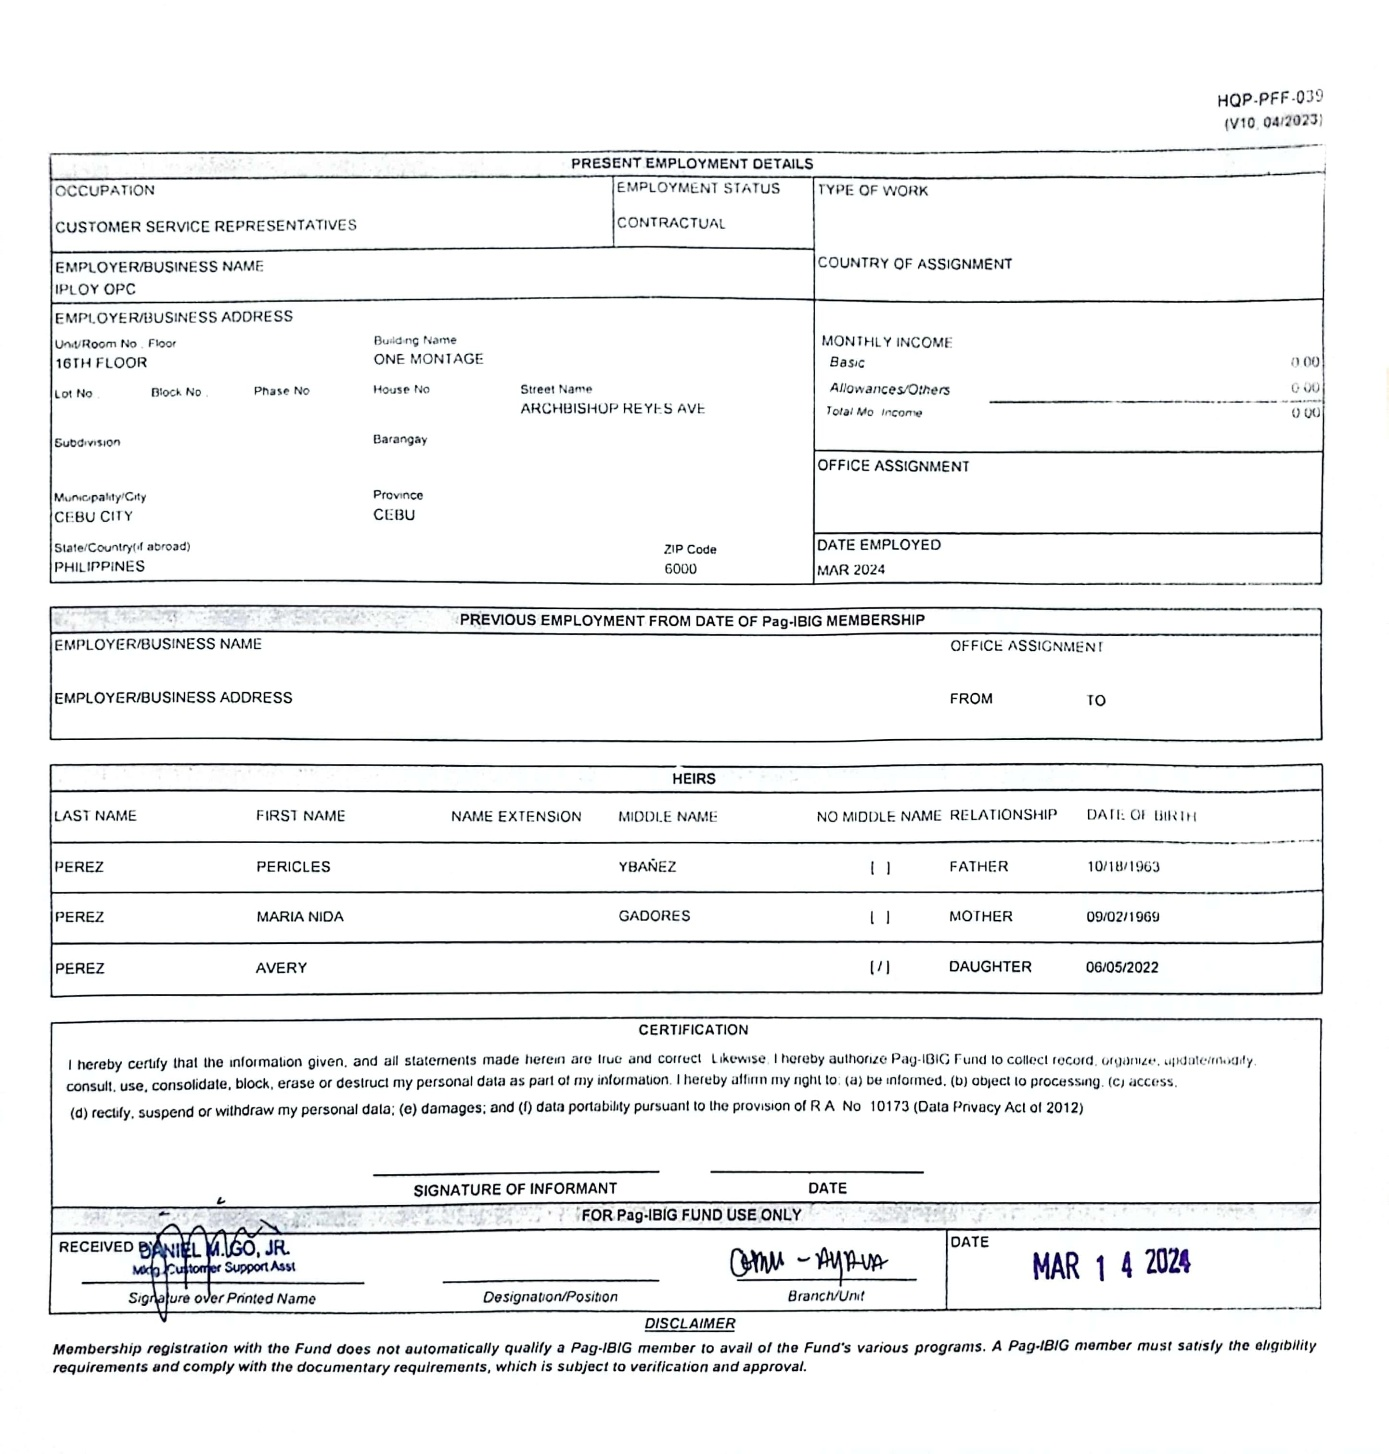 HQP-PFF-039
(V10, 04/2023)
PRESENT EMPLOYMENT DETAILS
OCCUPATION
CUSTOMER SERVICE REPRESENTATIVES
EMPLOYMENT STATUS
CONTRACTUAL
TYPE OF WORK
EMPLOYER/BUSINESS NAME
IPLOY OPC
COUNTRY OF ASSIGNMENT
EMPLOYER/BUSINESS ADDRESS
Unit/Room No., Floor
16TH FLOOR
Building Name
ONE MONTAGE
Lot No. Block No. Phase No House No Street Name
ARCHBISHOP REYES AVE
Subdivision Barangay
Municipality/City
CEBU CITY
Province
CEBU
State/Country(if abroad)
PHILIPPINES
ZIP Code
6000
MONTHLY INCOME
Basic 0.00
Allowances/Others 0.00
Total Mo. Income 0.00
OFFICE ASSIGNMENT
DATE EMPLOYED
MAR 2024
PREVIOUS EMPLOYMENT FROM DATE OF Pag-IBIG MEMBERSHIP
EMPLOYER/BUSINESS NAME OFFICE ASSIGNMENT
EMPLOYER/BUSINESS ADDRESS FROM TO
HEIRS
LAST NAME FIRST NAME NAME EXTENSION MIDDLE NAME NO MIDDLE NAME RELATIONSHIP DATE OF BIRTH
PEREZ PERICLES YBAÑEZ [ ] FATHER 10/18/1963
PEREZ MARIA NIDA GADORES [ ] MOTHER 09/02/1969
PEREZ AVERY [/] DAUGHTER 06/05/2022
CERTIFICATION
I hereby certify that the information given, and all statements made herein are true and correct. Likewise, I hereby authorize Pag-IBIG Fund to collect record, organize, update/modify,
consult, use, consolidate, block, erase or destruct my personal data as part of my information. I hereby affirm my right to: (a) be informed, (b) object to processing, (c) access,
(d) rectify, suspend or withdraw my personal data; (e) damages; and (f) data portability pursuant to the provision of R.A. No. 10173 (Data Privacy Act of 2012)
SIGNATURE OF INFORMANT DATE
FOR Pag-IBIG FUND USE ONLY
RECEIVED DANIEL M. GO, JR.
Mktg./Customer Support Asst
Signature over Printed Name
Designation/Position
Branch/Unit
DATE
MAR 14 2024
DISCLAIMER
Membership registration with the Fund does not automatically qualify a Pag-IBIG member to avail of the Fund's various programs. A Pag-IBIG member must satisfy the eligibility
requirements and comply with the documentary requirements, which is subject to verification and approval.